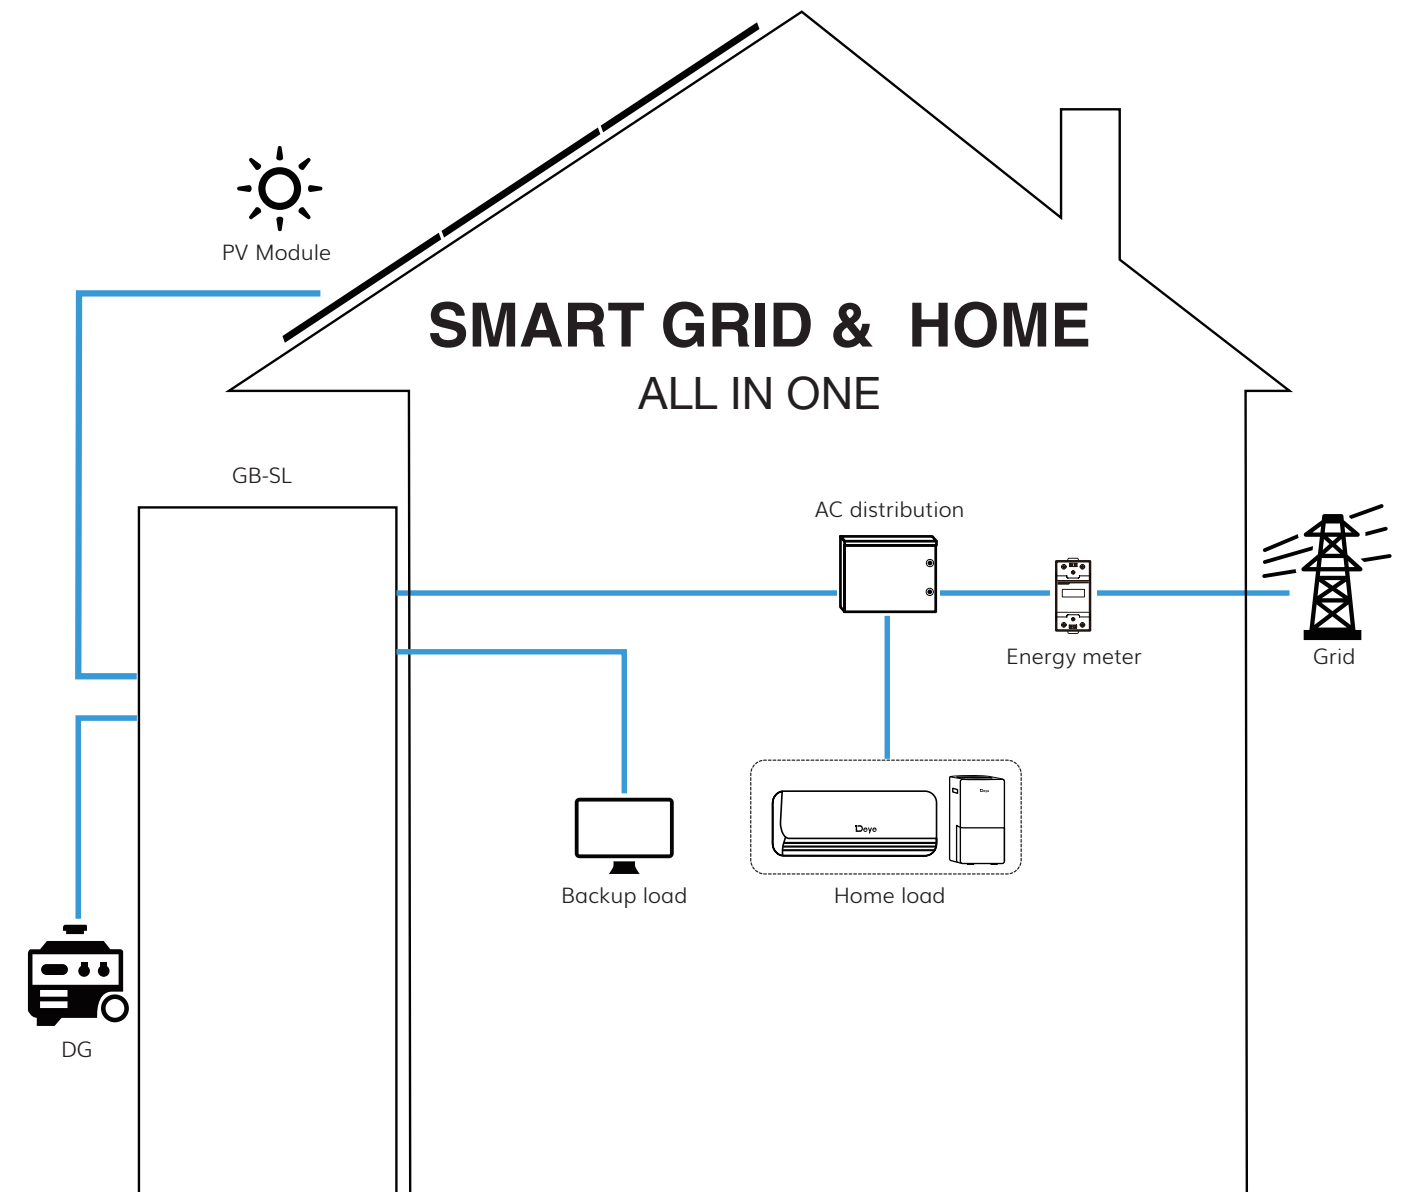 PV Module
SMART GRID & HOME
ALL IN ONE
GB-SL
AC distribution
Energy meter
Grid
Deye
Deye
Backup load
Home load
DG